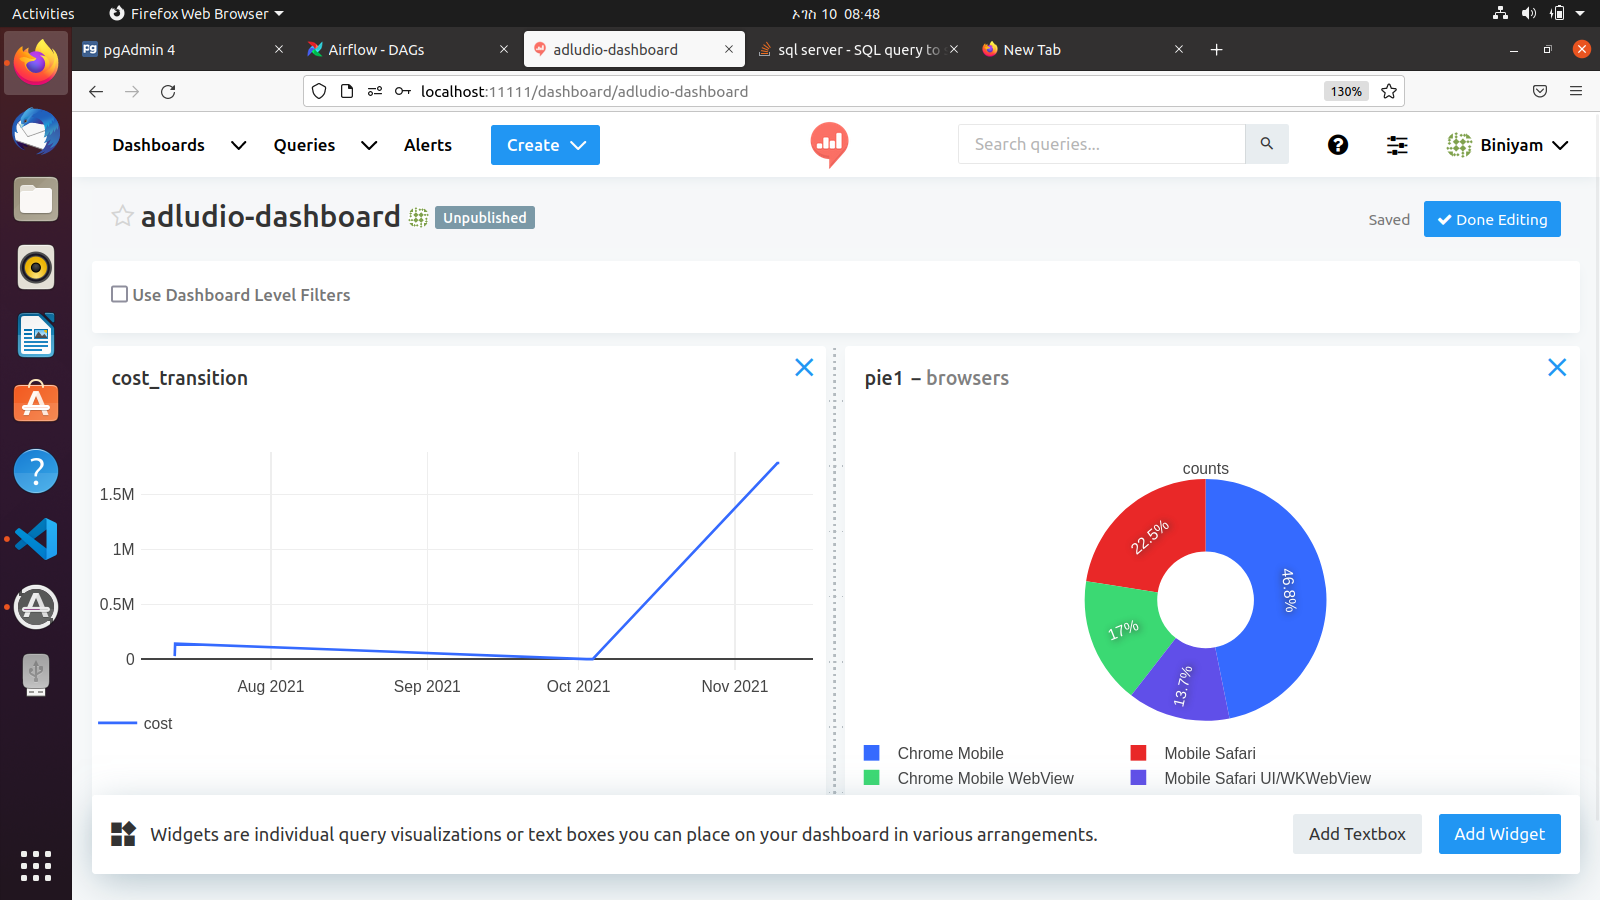 Activities
Firefox Web Browser
ኦገስ 10 08:48
pgAdmin 4
Airflow - DAGs
adludio-dashboard
sql server - SQL query to
New Tab
localhost:11111/dashboard/adludio-dashboard
130%
Dashboards
Queries
Alerts
Create
Search queries...
Biniyam
adludio-dashboard
Unpublished
Saved
Done Editing
Use Dashboard Level Filters
cost_transition
1.5M
1M
0.5M
0
Aug 2021
Sep 2021
Oct 2021
Nov 2021
cost
pie1 – browsers
counts
22.5%
46.8%
17%
13.7%
Chrome Mobile
Mobile Safari
Chrome Mobile WebView
Mobile Safari UI/WKWebView
Widgets are individual query visualizations or text boxes you can place on your dashboard in various arrangements.
Add Textbox
Add Widget